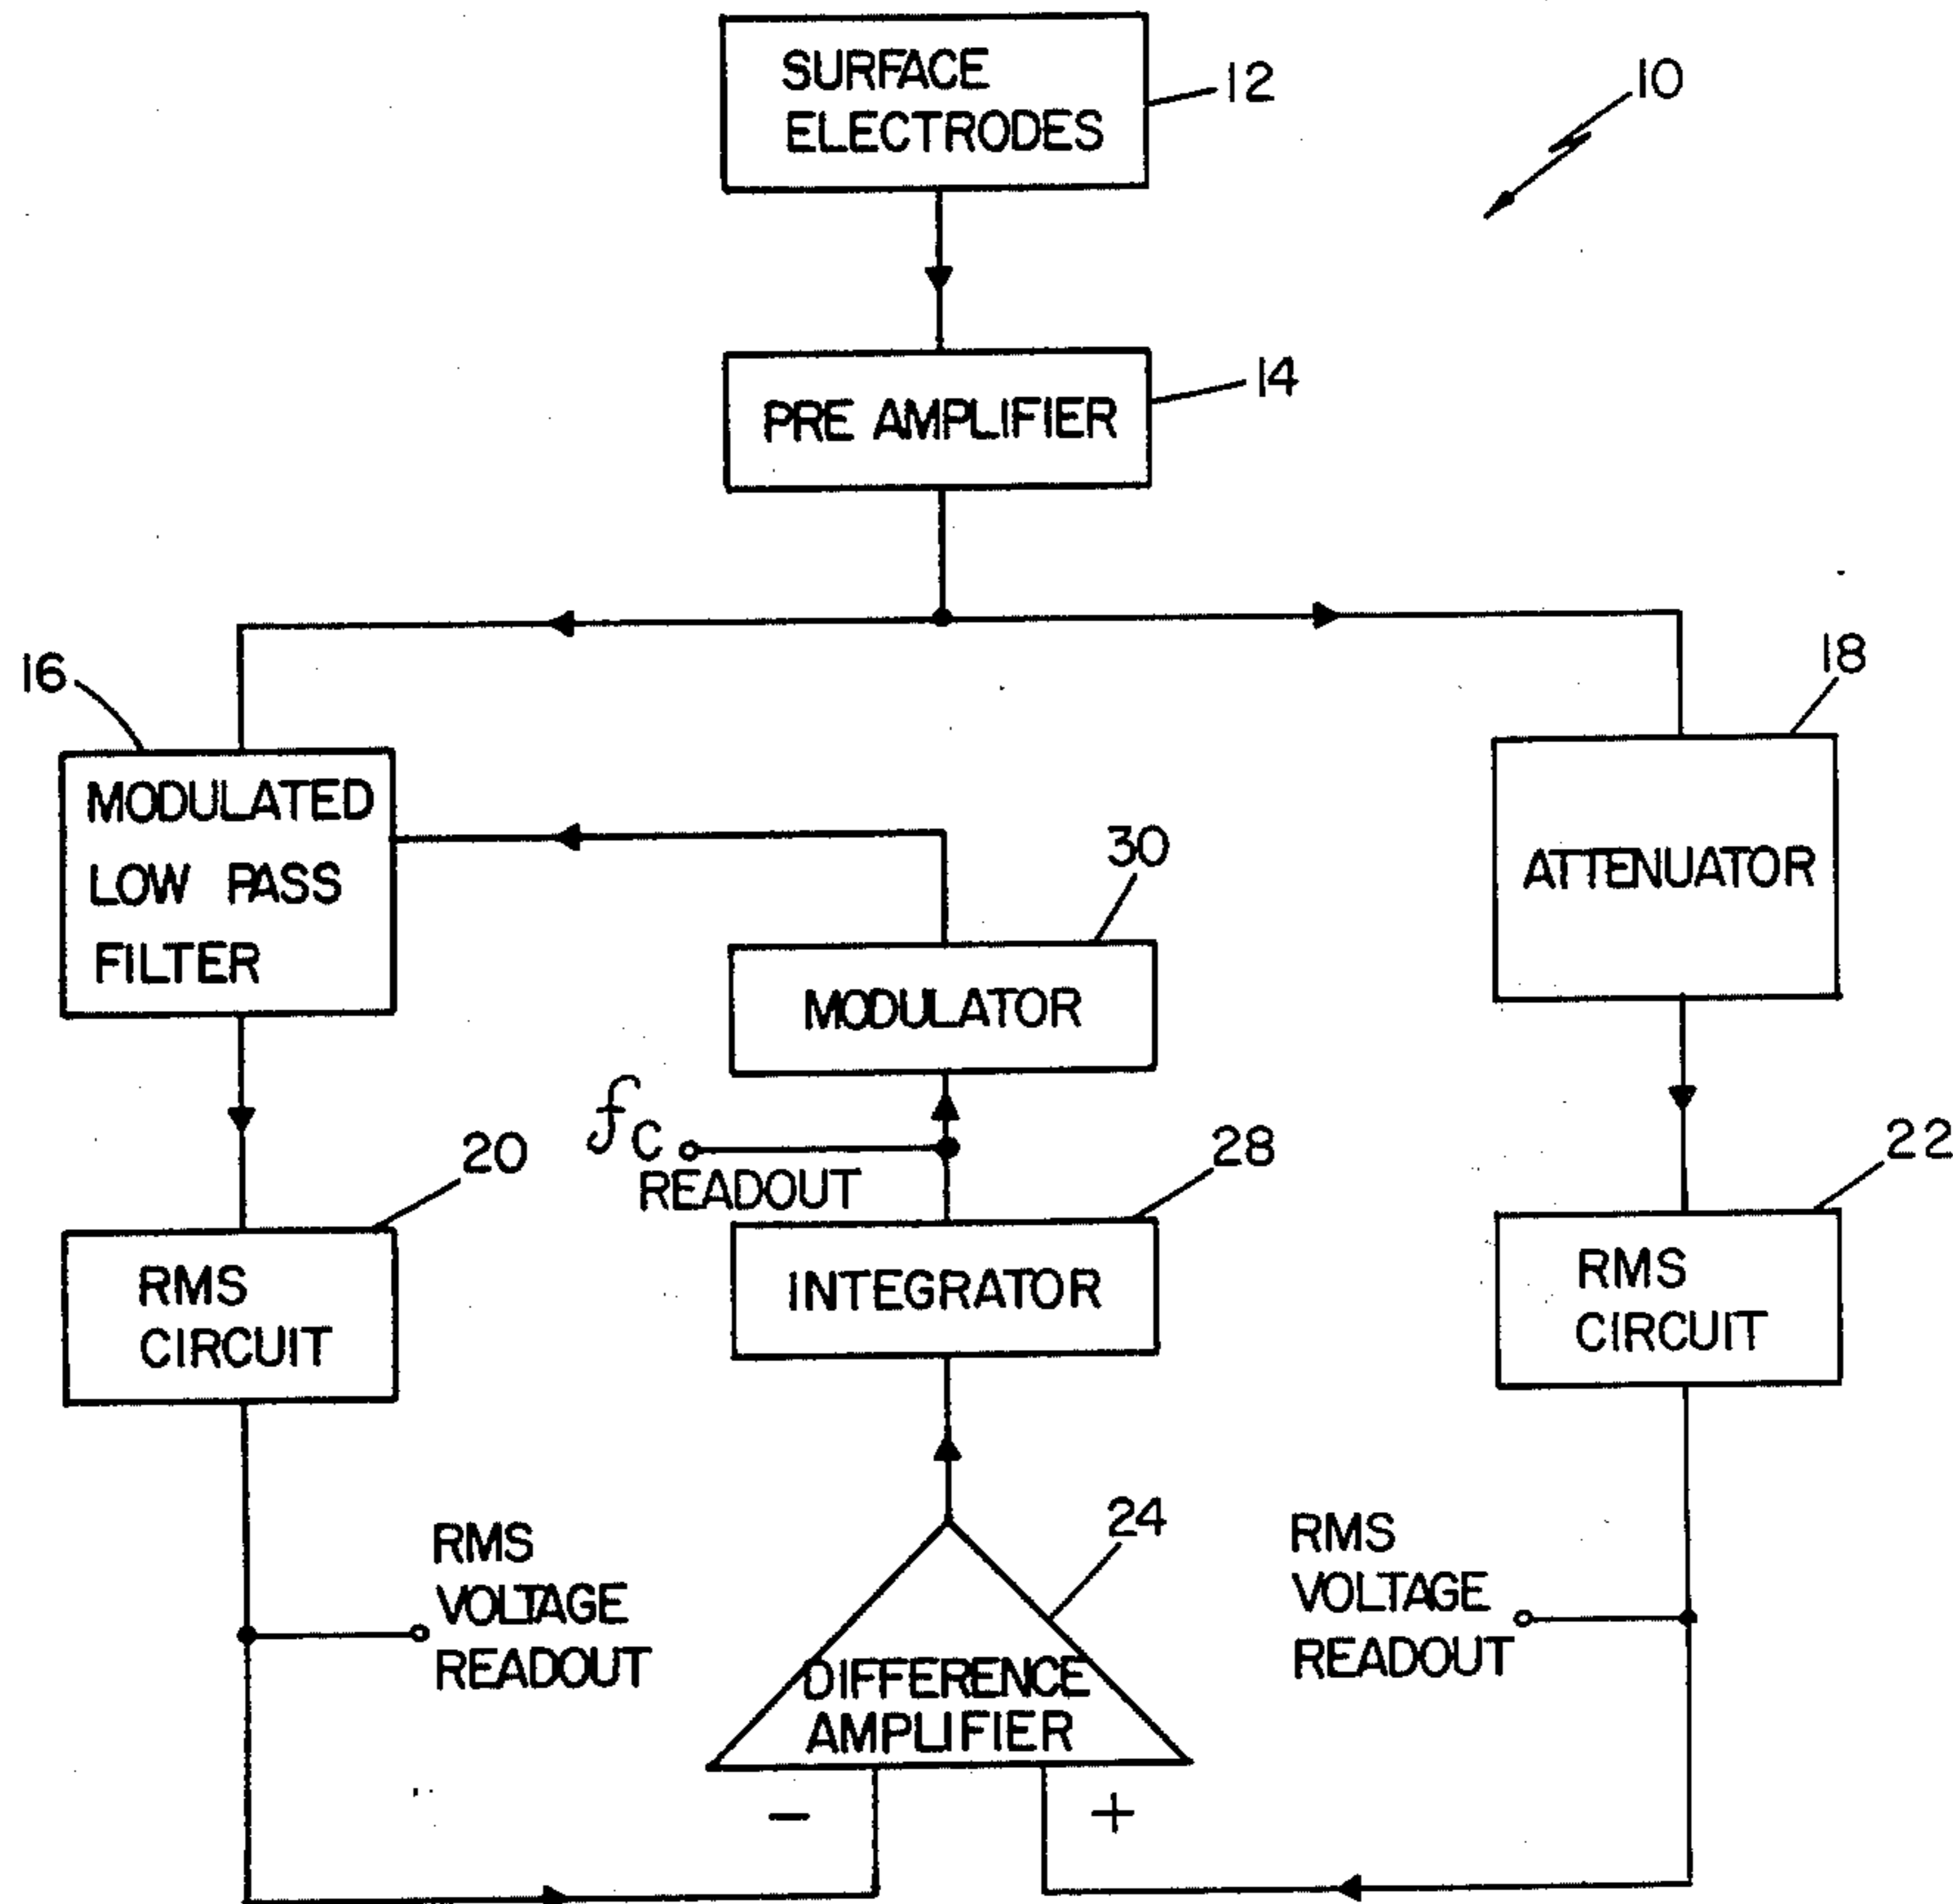 SURFACE
ELECTRODES
12
10
PRE AMPLIFIER
14
16
18
MODULATED
LOW PASS
FILTER
30
ATTENUATOR
MODULATOR
fc
READOUT
20
28
22
RMS
CIRCUIT
INTEGRATOR
RMS
CIRCUIT
RMS
VOLTAGE
READOUT
24
RMS
VOLTAGE
READOUT
DIFFERENCE
AMPLIFIER
− +